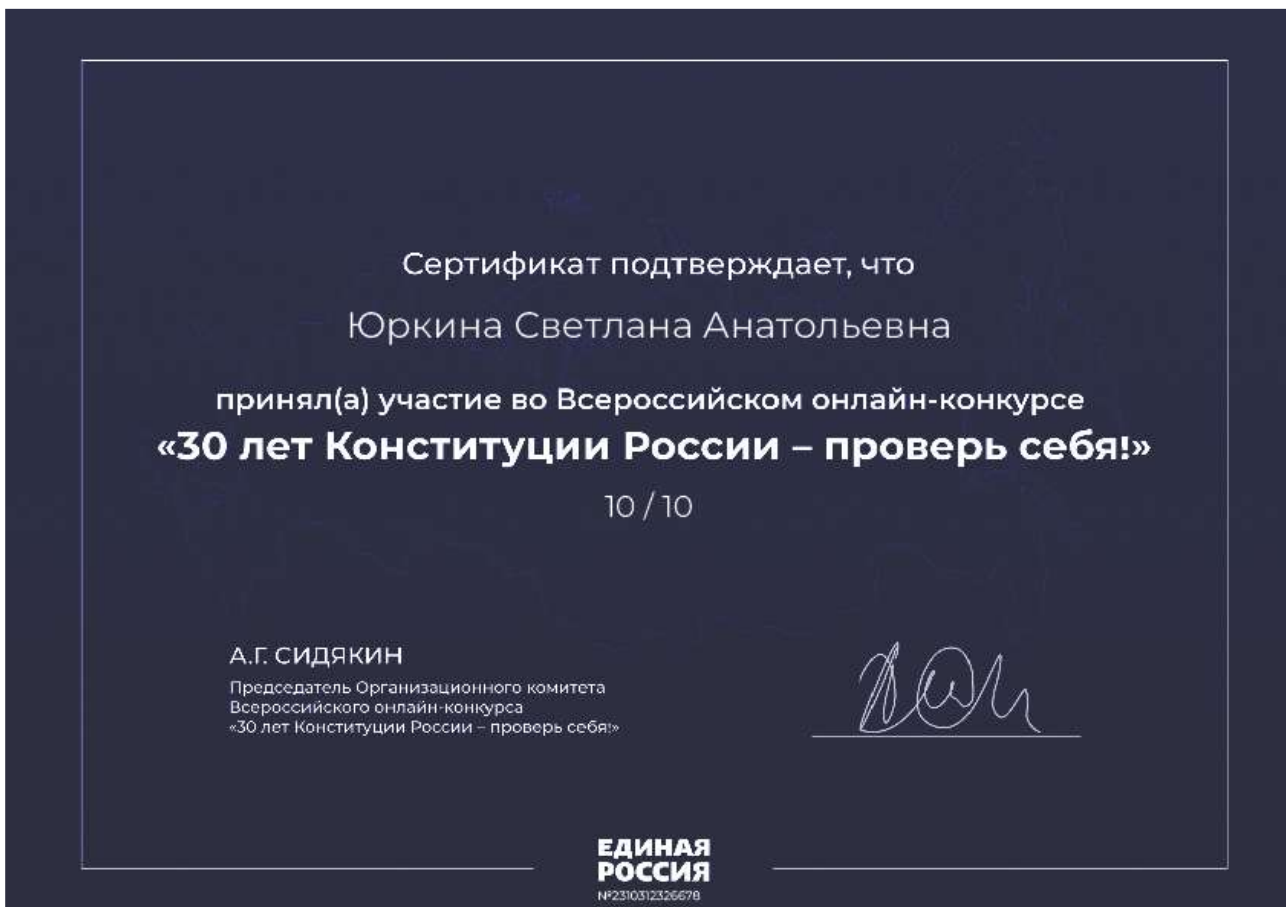 Сертификат подтверждает, что
Юркина Светлана Анатольевна
принял(а) участие во Всероссийском онлайн-конкурсе
«30 лет Конституции России – проверь себя!»
10 / 10
А.Г. СИДЯКИН
Председатель Организационного комитета
Всероссийского онлайн-конкурса
«30 лет Конституции России – проверь себя!»
ЕДИНАЯ
РОССИЯ
№2310312326678